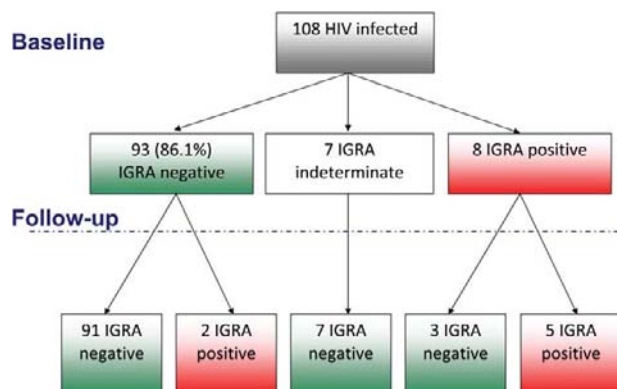 Baseline
108 HIV infected
93 (86.1%)
IGRA negative
7 IGRA
indeterminate
8 IGRA positive
Follow-up
91 IGRA
negative
2 IGRA
positive
7 IGRA
negative
3 IGRA
negative
5 IGRA
positive